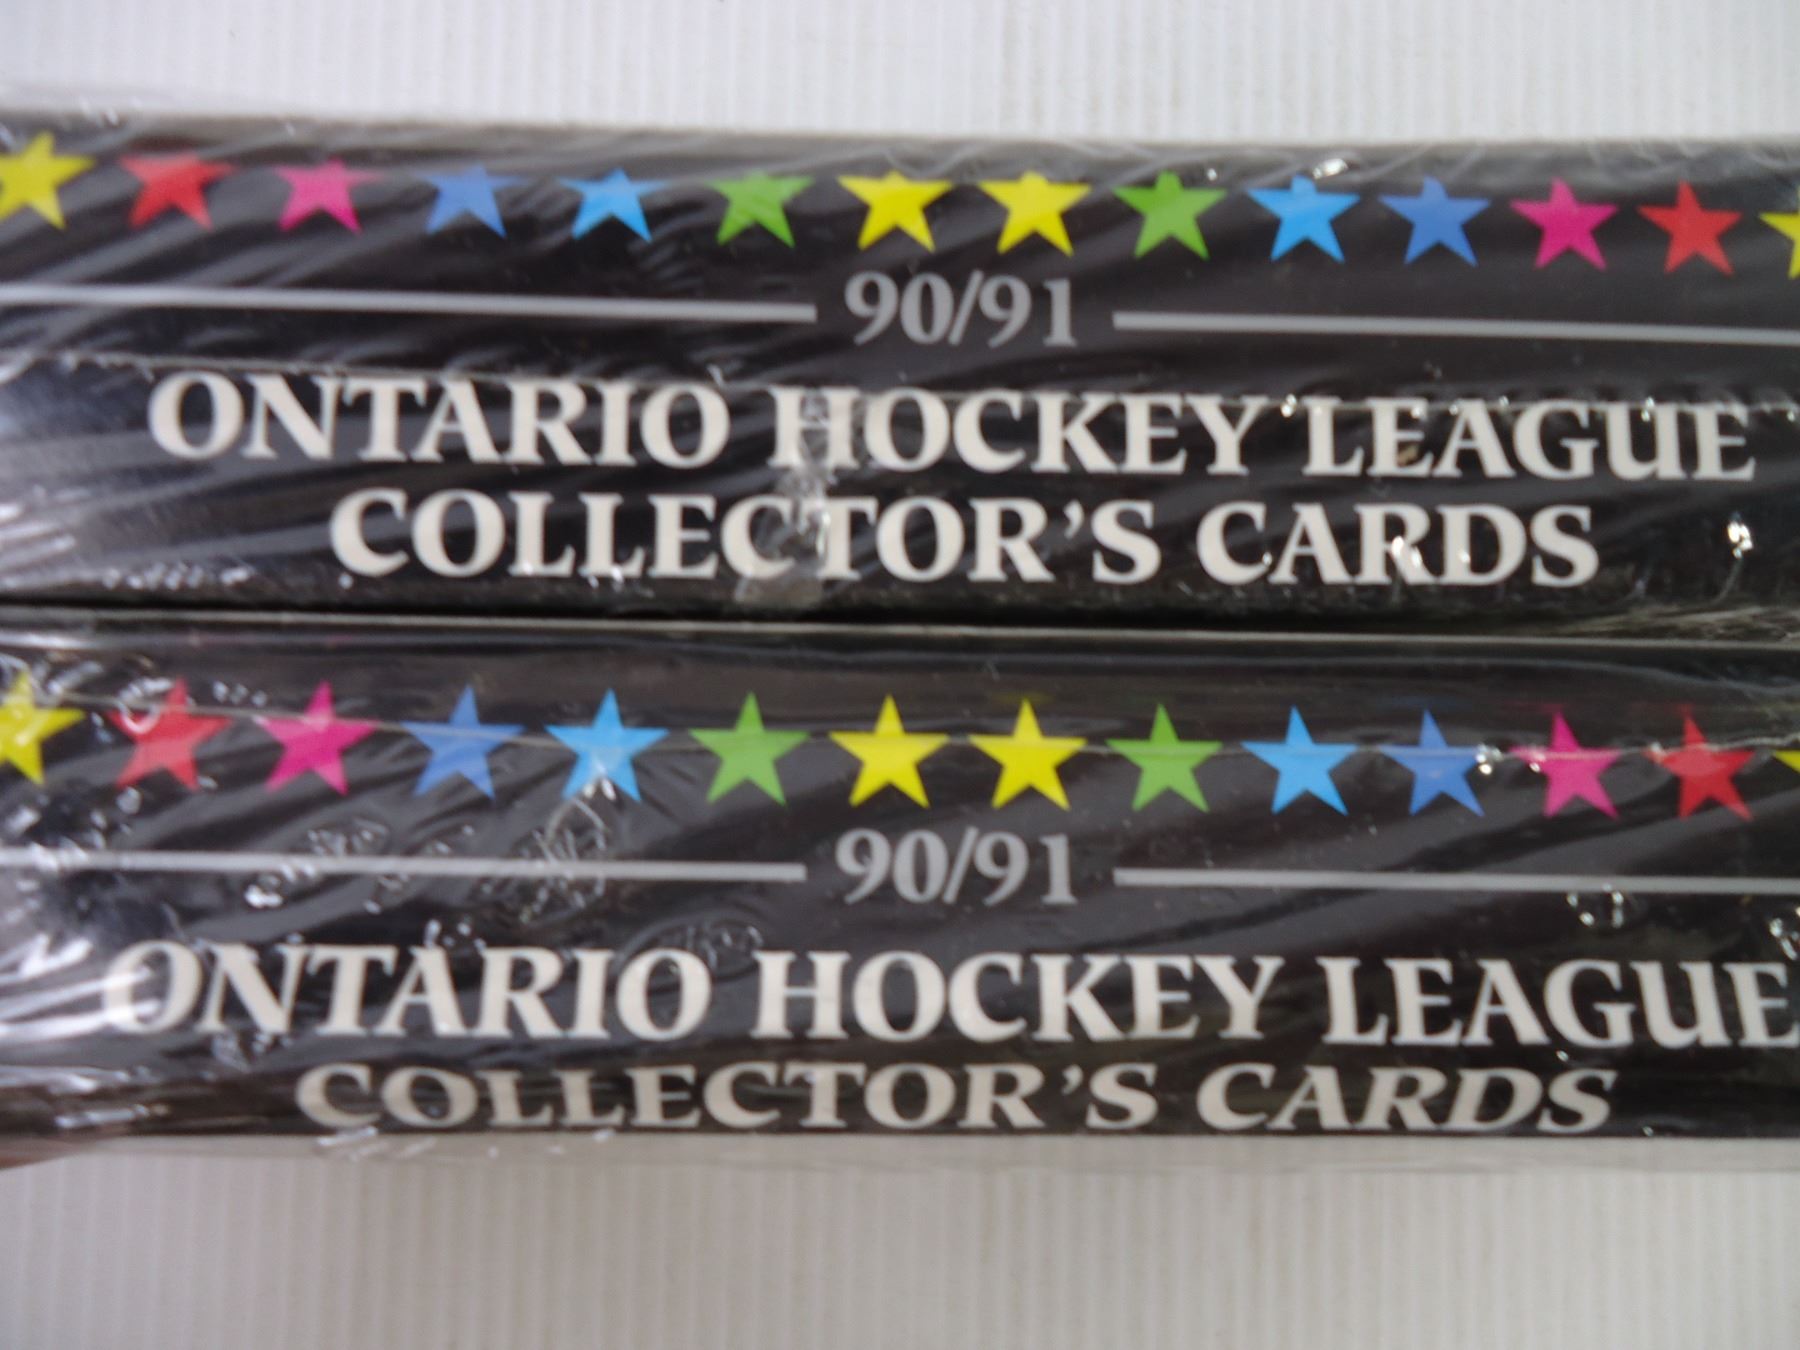 90/91
ONTARIO HOCKEY LEAGUE
COLLECTOR'S CARDS
90/91
ONTARIO HOCKEY LEAGUE
COLLECTOR'S CARDS